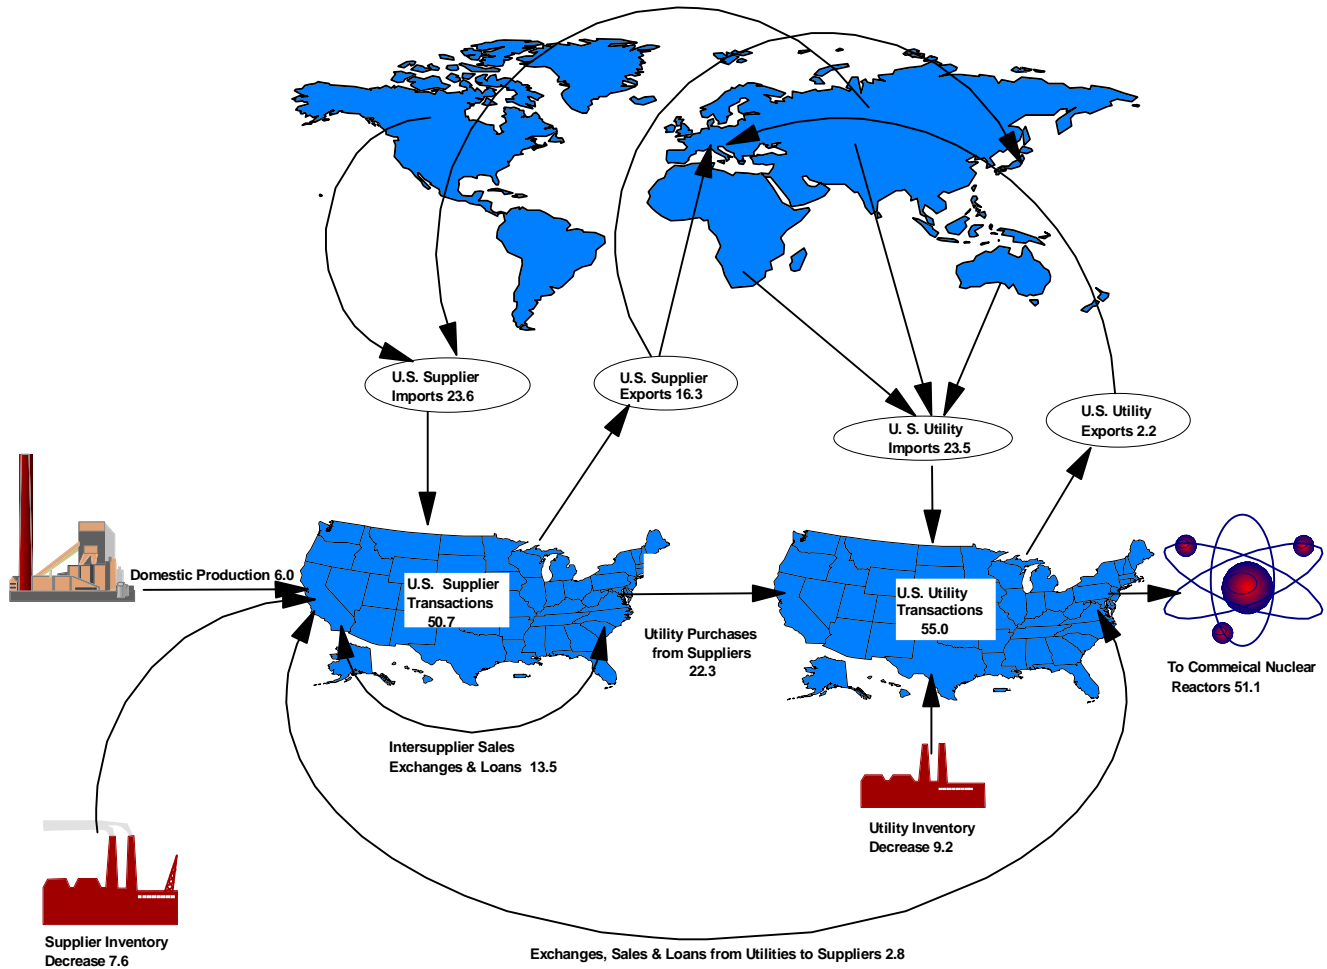 U.S. Supplier
Imports 23.6
U.S. Supplier
Exports 16.3
U. S. Utility
Imports 23.5
U.S. Utility
Exports 2.2
Domestic Production 6.0
U.S. Supplier
Transactions
50.7
Utility Purchases
from Suppliers
22.3
U.S. Utility
Transactions
55.0
To Commeical Nuclear
Reactors 51.1
Intersupplier Sales
Exchanges & Loans 13.5
Utility Inventory
Decrease 9.2
Supplier Inventory
Decrease 7.6
Exchanges, Sales & Loans from Utilities to Suppliers 2.8